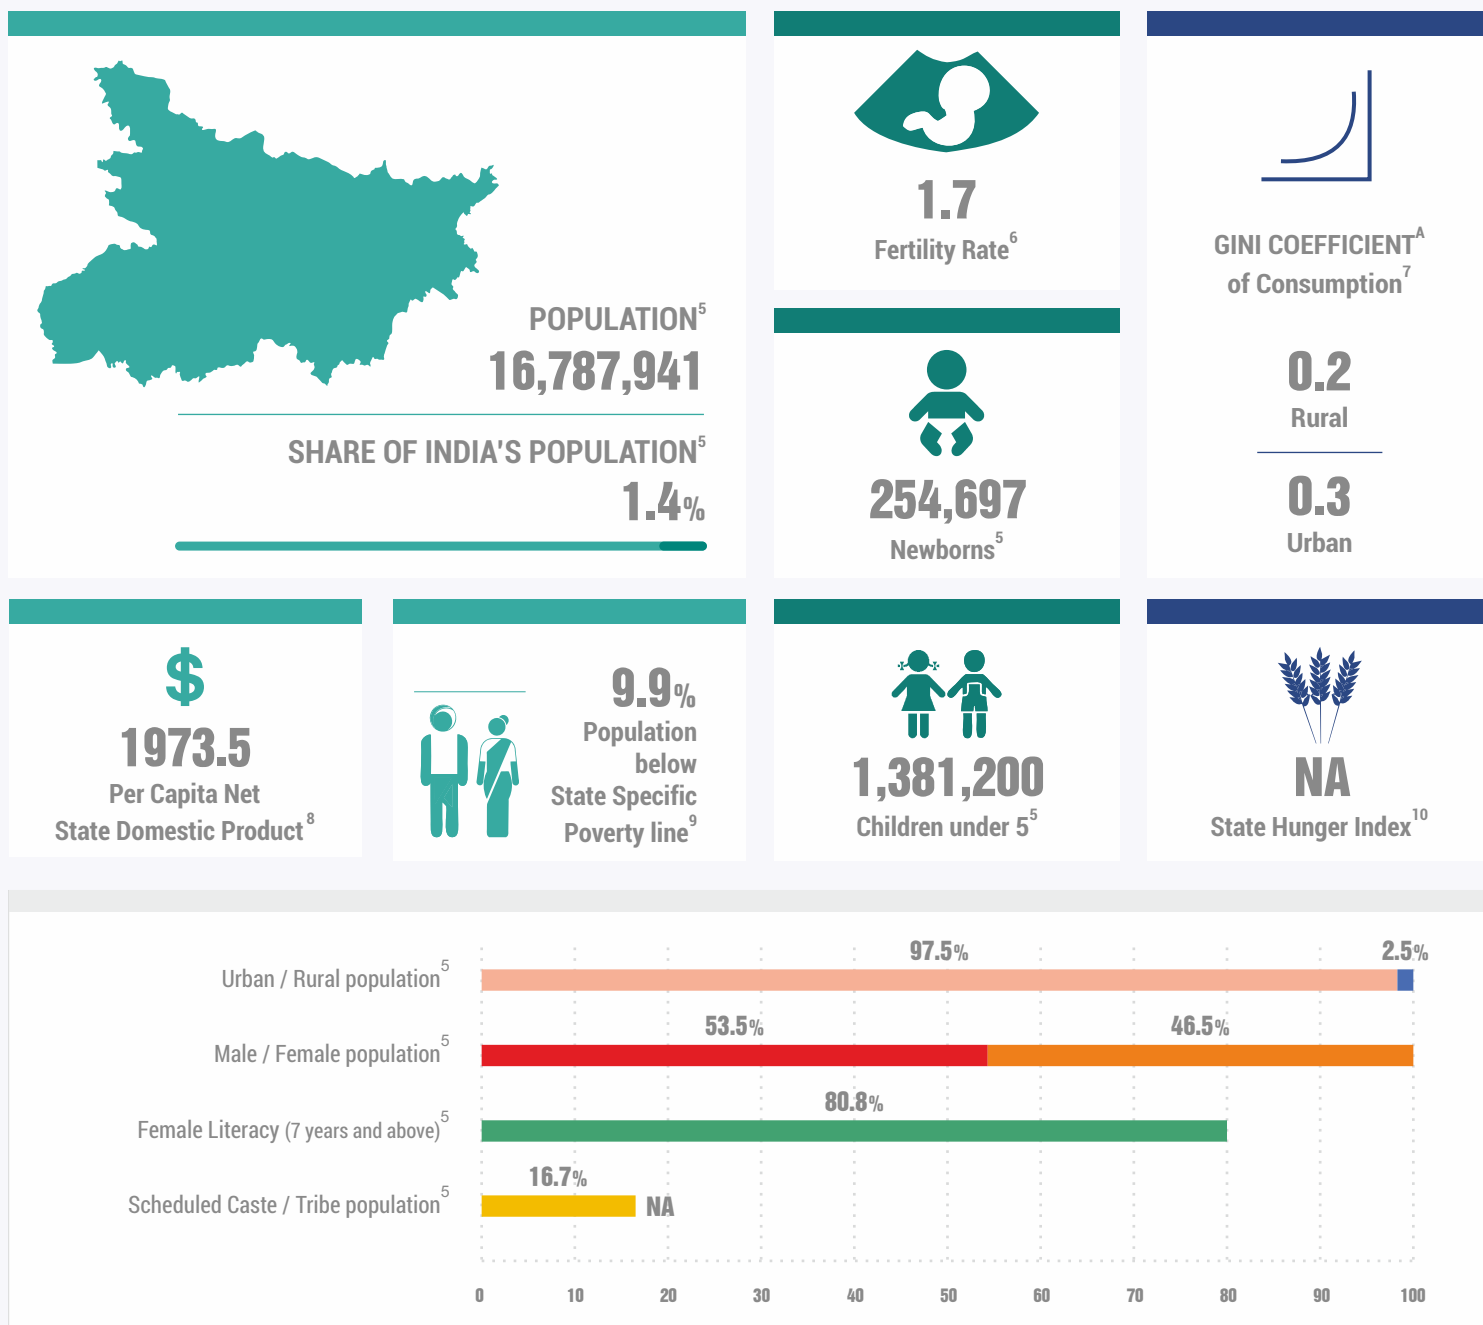 POPULATION5
16,787,941
SHARE OF INDIA'S POPULATION5
1.4%
1.7
Fertility Rate6
254,697
Newborns5
GINI COEFFICIENTA
of Consumption7
0.2
Rural
0.3
Urban
$
1973.5
Per Capita Net
State Domestic Product8
9.9%
Population
below
State Specific
Poverty line9
1,381,200
Children under 55
NA
State Hunger Index10
Urban / Rural population5
97.5%
2.5%
Male / Female population5
53.5%
46.5%
Female Literacy (7 years and above)5
80.8%
Scheduled Caste / Tribe population5
16.7%
NA
0 10 20 30 40 50 60 70 80 90 100